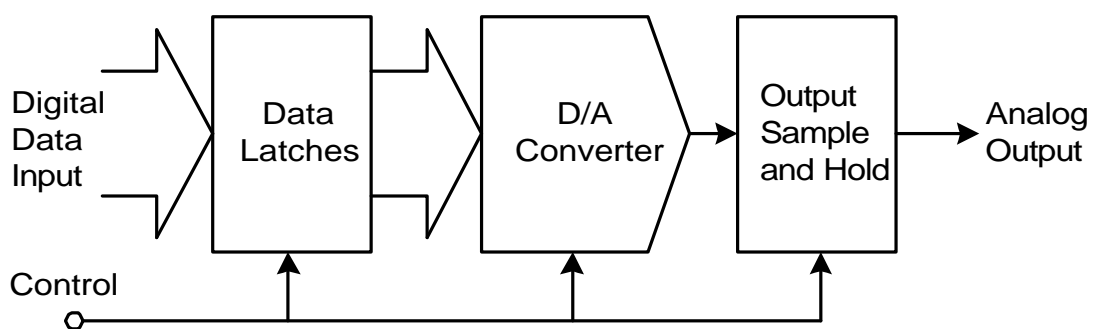 Digital
Data
Input
Data
Latches
D/A
Converter
Output
Sample
and Hold
Analog
Output
Control